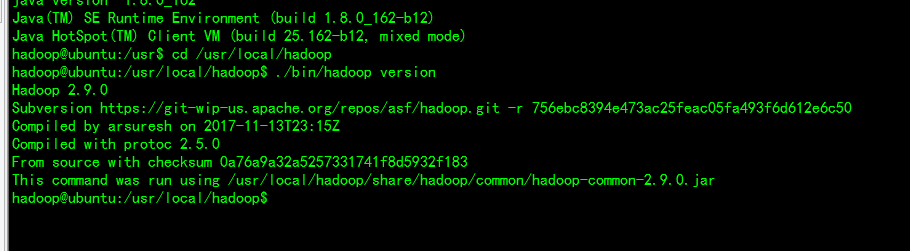 java version "1.8.0_162"
Java(TM) SE Runtime Environment (build 1.8.0_162-b12)
Java HotSpot(TM) Client VM (build 25.162-b12, mixed mode)
hadoop@ubuntu:/usr$ cd /usr/local/hadoop
hadoop@ubuntu:/usr/local/hadoop$ ./bin/hadoop version
Hadoop 2.9.0
Subversion https://git-wip-us.apache.org/repos/asf/hadoop.git -r 756ebc8394e473ac25feac05fa493f6d612e6c50
Compiled by arsuresh on 2017-11-13T23:15Z
Compiled with protoc 2.5.0
From source with checksum 0a76a9a32a5257331741f8d5932f183
This command was run using /usr/local/hadoop/share/hadoop/common/hadoop-common-2.9.0.jar
hadoop@ubuntu:/usr/local/hadoop$